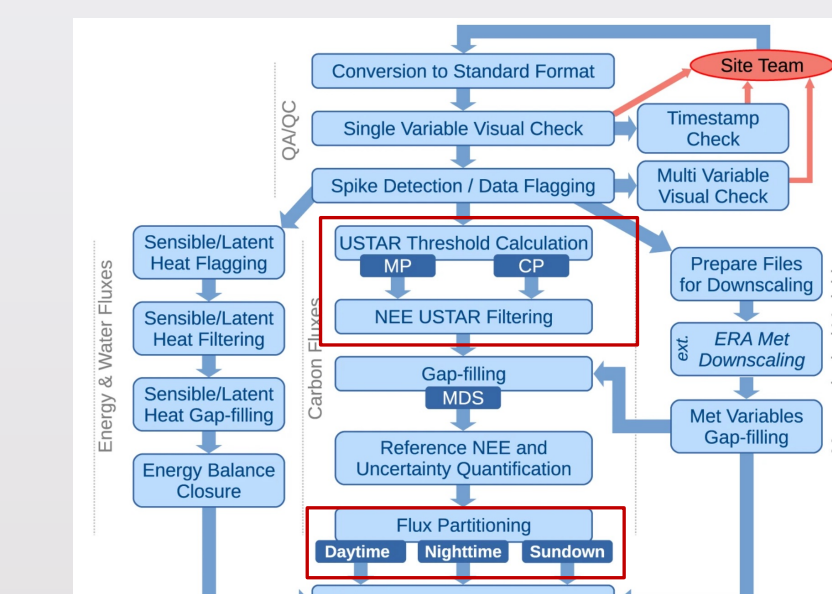 Conversion to Standard Format
Site Team
QA/QC
Single Variable Visual Check
Timestamp
Check
Spike Detection / Data Flagging
Multi Variable
Visual Check
Energy & Water Fluxes
Sensible/Latent
Heat Flagging
Sensible/Latent
Heat Filtering
Sensible/Latent
Heat Gap-filling
Energy Balance
Closure
Carbon Fluxes
USTAR Threshold Calculation
MP
CP
NEE USTAR Filtering
Gap-filling
MDS
Reference NEE and
Uncertainty Quantification
Flux Partitioning
Daytime
Nighttime
Sundown
Prepare Files
for Downscaling
ext.
ERA Met
Downscaling
Met Variables
Gap-filling